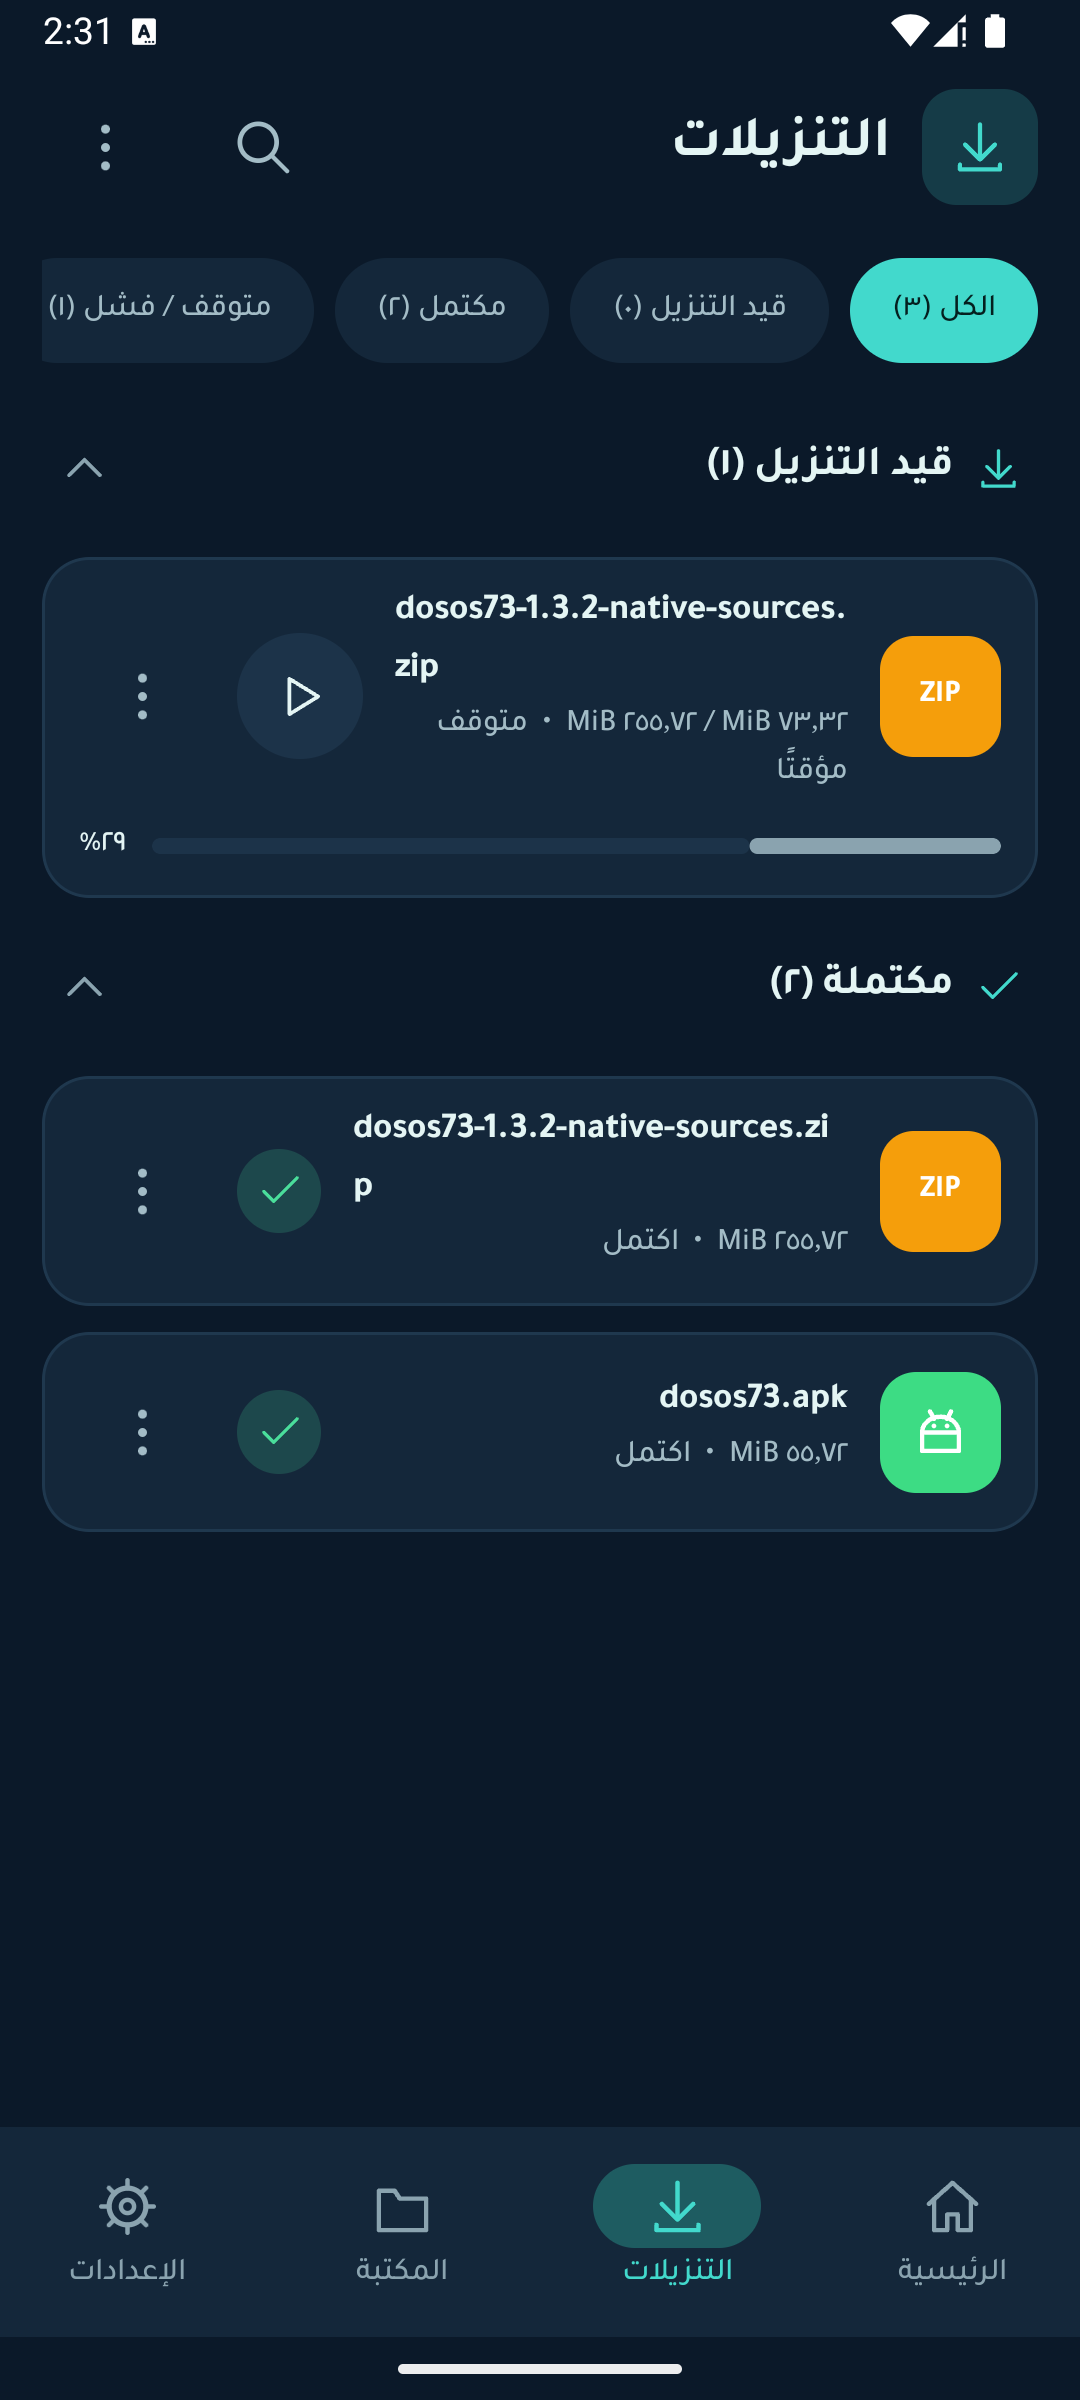 2:31
التنزيلات
الكل (٣)
قيد التنزيل (٠)
مكتمل (٢)
متوقف / فشل (١)
قيد التنزيل (١)
dosos73-1.3.2-native-sources.
zip
ZIP
٧٣,٣٢ MiB / ٢٥٥,٧٢ MiB • متوقف
مؤقتًا
٢٩%
مكتملة (٢)
dosos73-1.3.2-native-sources.zi
p
ZIP
٢٥٥,٧٢ MiB • اكتمل
dosos73.apk
٥٥,٧٢ MiB • اكتمل
الرئيسية
التنزيلات
المكتبة
الإعدادات